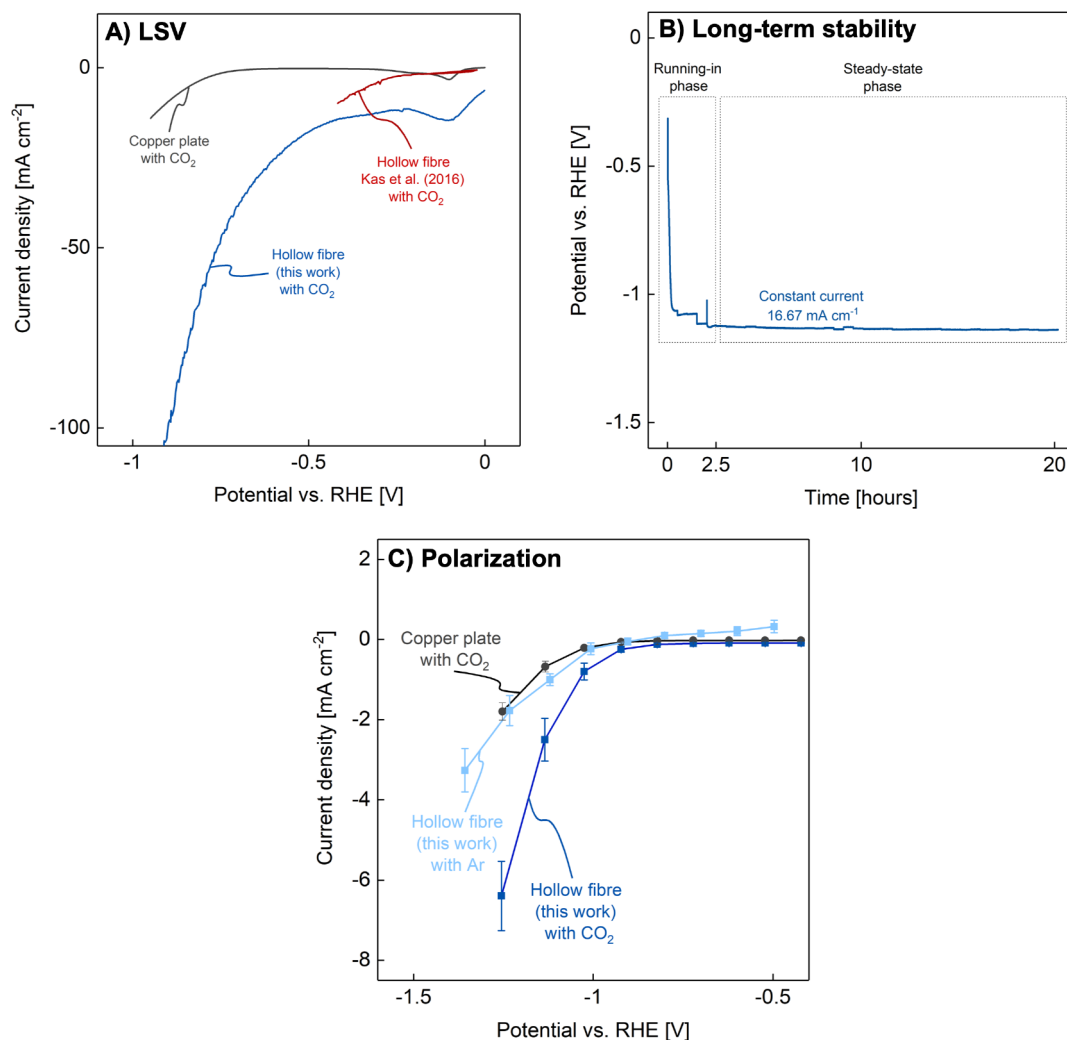 A) LSV
0
-50
-100
Current density [mA cm⁻²]
Copper plate
with CO₂
Hollow fibre
Kas et al. (2016)
with CO₂
Hollow fibre
(this work)
with CO₂
-1
-0.5
0
Potential vs. RHE [V]
B) Long-term stability
Running-in
phase
Steady-state
phase
0
-0.5
-1
-1.5
Potential vs. RHE [V]
Constant current
16.67 mA cm⁻¹
0
2.5
10
20
Time [hours]
C) Polarization
2
0
-2
-4
-6
-8
Current density [mA cm⁻²]
Copper plate
with CO₂
Hollow fibre
(this work)
with Ar
Hollow fibre
(this work)
with CO₂
-1.5
-1
-0.5
Potential vs. RHE [V]